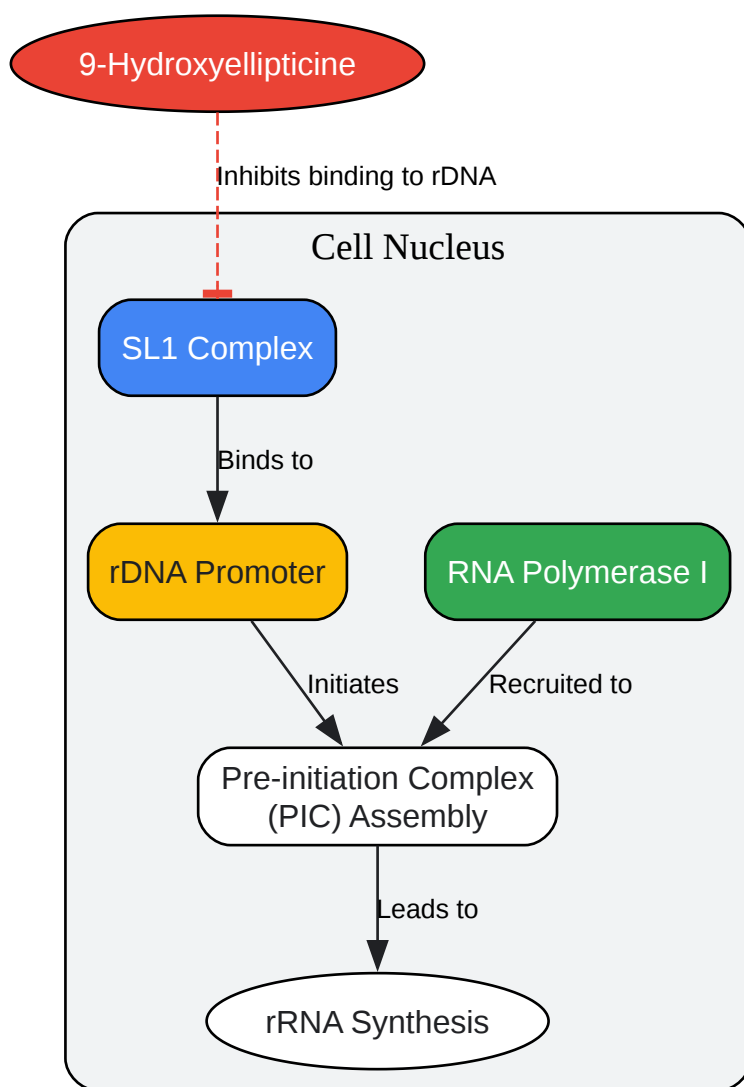 9-Hydroxyellipticine
Inhibits binding to rDNA
Cell Nucleus
SL1 Complex
Binds to
rDNA Promoter
RNA Polymerase I
Initiates
Recruited to
Pre-initiation Complex
(PIC) Assembly
Leads to
rRNA Synthesis